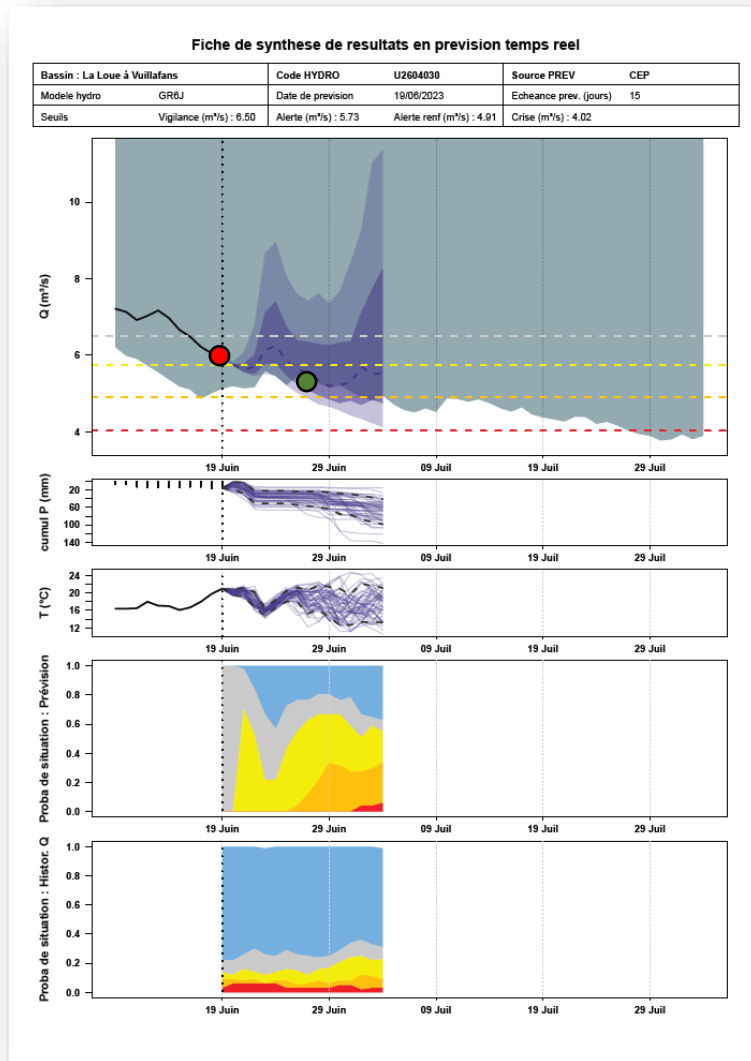 Fiche de synthese de resultats en prevision temps reel
Bassin : La Loue à Vuillafans Code HYDRO U2604030 Source PREV CEP
Modele hydro GR6J Date de prevision 19/06/2023 Echeance prev. (jours) 15
Seuils Vigilance (m³/s) : 6.50 Alerte (m³/s) : 5.73 Alerte renf (m³/s) : 4.91 Crise (m³/s) : 4.02
Q (m³/s)
10
8
6
4
19 Juin 29 Juin 09 Juil 19 Juil 29 Juil
cumul P (mm)
20
60
100
140
19 Juin 29 Juin 09 Juil 19 Juil 29 Juil
T (°C)
24
20
16
12
19 Juin 29 Juin 09 Juil 19 Juil 29 Juil
Proba de situation : Prévision
1.0
0.8
0.6
0.4
0.2
0.0
19 Juin 29 Juin 09 Juil 19 Juil 29 Juil
Proba de situation : Histor. Q
1.0
0.8
0.6
0.4
0.2
0.0
19 Juin 29 Juin 09 Juil 19 Juil 29 Juil